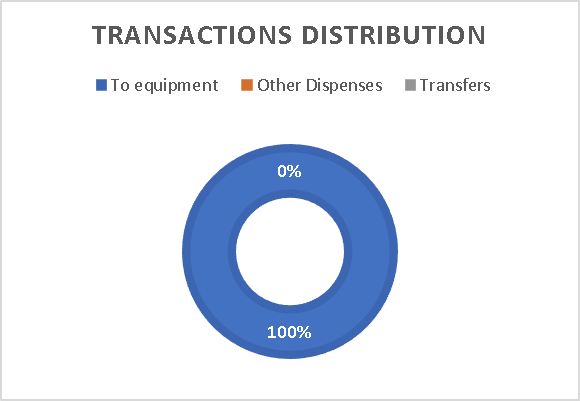 TRANSACTIONS DISTRIBUTION
To equipment Other Dispenses Transfers
0%
100%